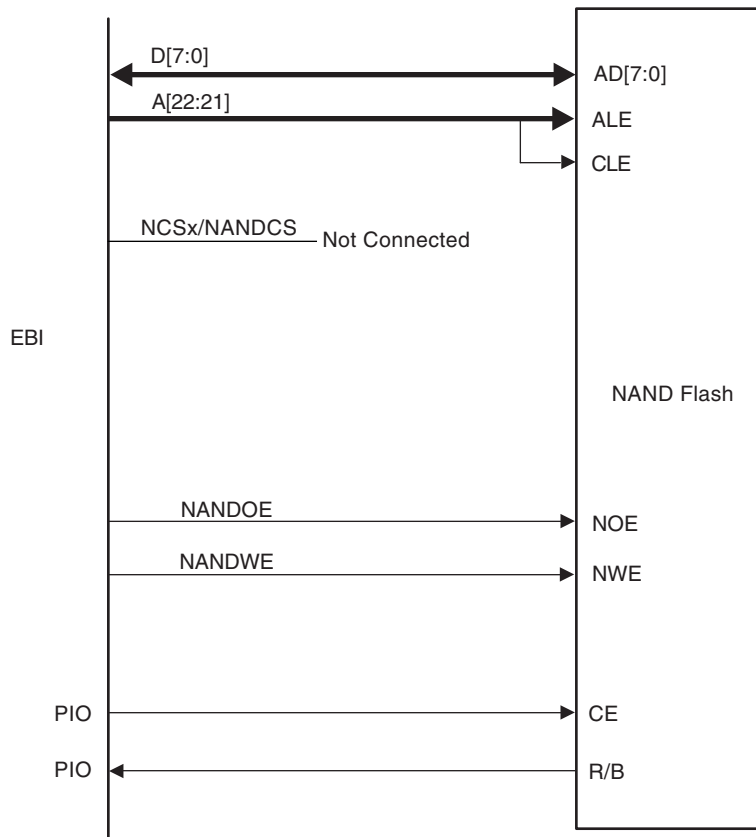 D[7:0]
AD[7:0]
A[22:21]
ALE
CLE
NCSx/NANDCS
Not Connected
EBI
NAND Flash
NANDOE
NOE
NANDWE
NWE
PIO
CE
PIO
R/B